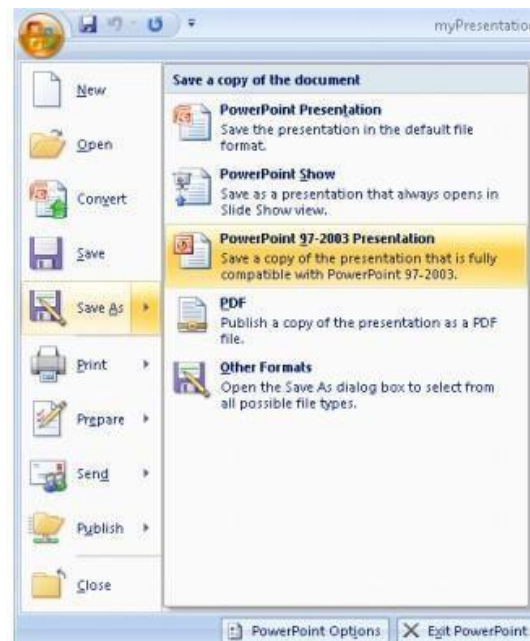 myPresentation
New
Open
Convert
Save
Save As
Print
Prepare
Send
Publish
Close
Save a copy of the document
PowerPoint Presentation
Save the presentation in the default file
format.
PowerPoint Show
Save as a presentation that always opens in
Slide Show view.
PowerPoint 97-2003 Presentation
Save a copy of the presentation that is fully
compatible with PowerPoint 97-2003.
PDF
Publish a copy of the presentation as a PDF
file.
Other Formats
Open the Save As dialog box to select from
all possible file types.
PowerPoint Options
Exit PowerPoint